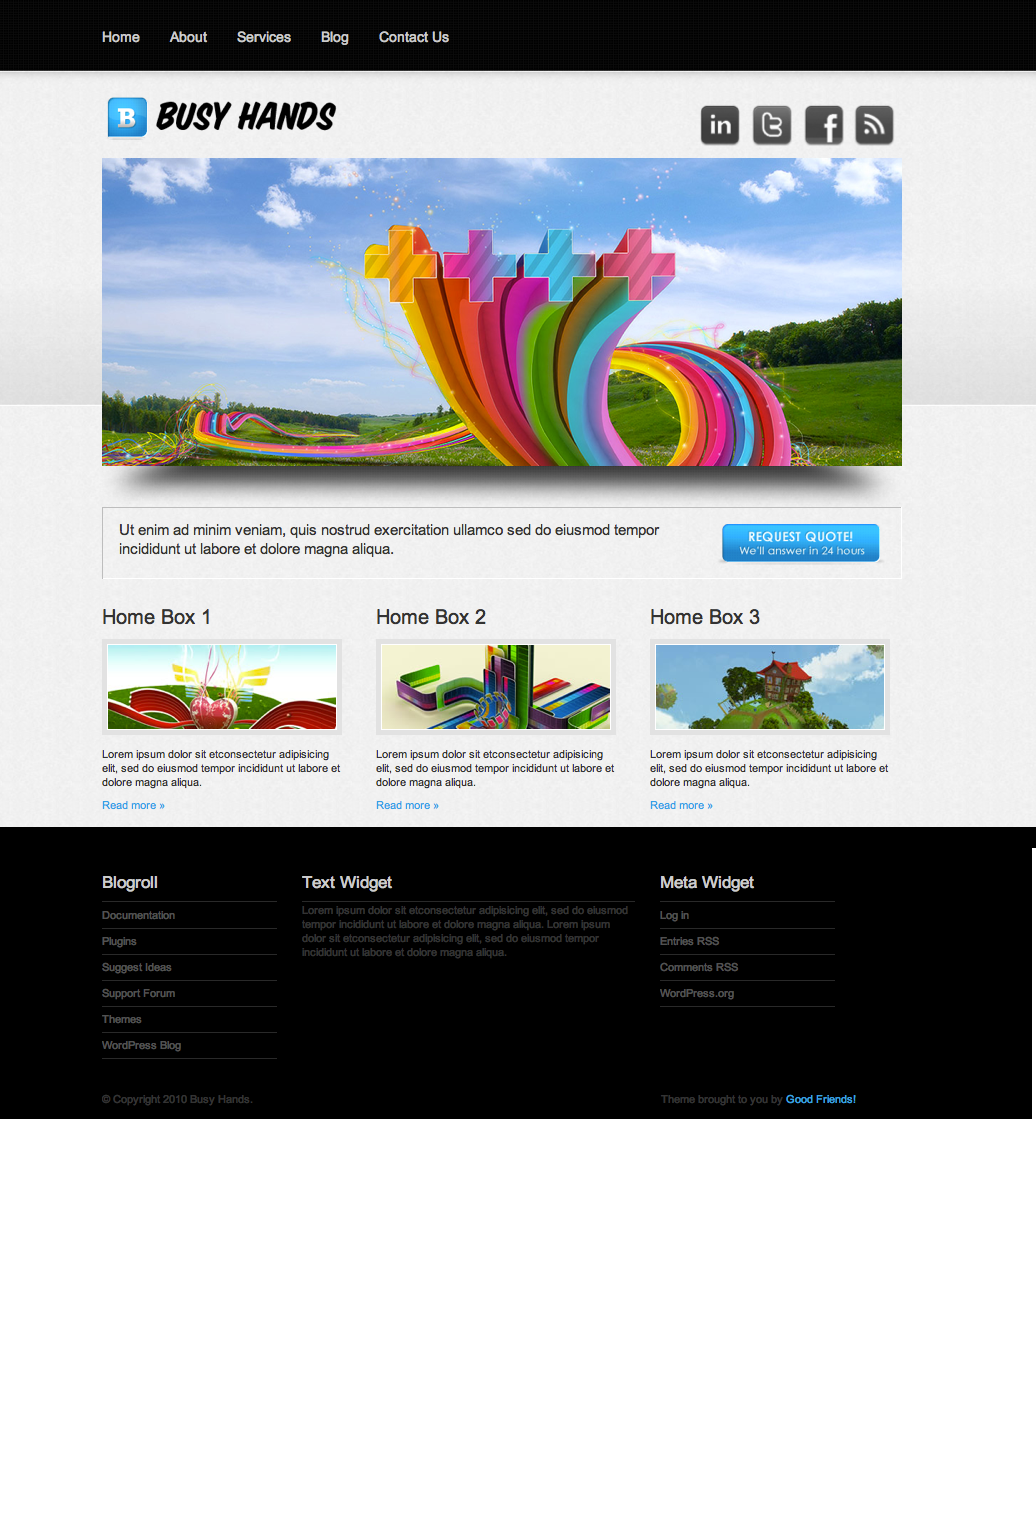 Home About Services Blog Contact Us
B BUSY HANDS
in t f
Ut enim ad minim veniam, quis nostrud exercitation ullamco sed do eiusmod tempor
incididunt ut labore et dolore magna aliqua.
REQUEST QUOTE!
We'll answer in 24 hours
Home Box 1
Lorem ipsum dolor sit etconsectetur adipisicing
elit, sed do eiusmod tempor incididunt ut labore et
dolore magna aliqua.
Read more »
Home Box 2
Lorem ipsum dolor sit etconsectetur adipisicing
elit, sed do eiusmod tempor incididunt ut labore et
dolore magna aliqua.
Read more »
Home Box 3
Lorem ipsum dolor sit etconsectetur adipisicing
elit, sed do eiusmod tempor incididunt ut labore et
dolore magna aliqua.
Read more »
Blogroll
Documentation
Plugins
Suggest Ideas
Support Forum
Themes
WordPress Blog
Text Widget
Lorem ipsum dolor sit etconsectetur adipisicing elit, sed do eiusmod
tempor incididunt ut labore et dolore magna aliqua. Lorem ipsum
dolor sit etconsectetur adipisicing elit, sed do eiusmod tempor
incididunt ut labore et dolore magna aliqua.
Meta Widget
Log in
Entries RSS
Comments RSS
WordPress.org
© Copyright 2010 Busy Hands.
Theme brought to you by Good Friends!